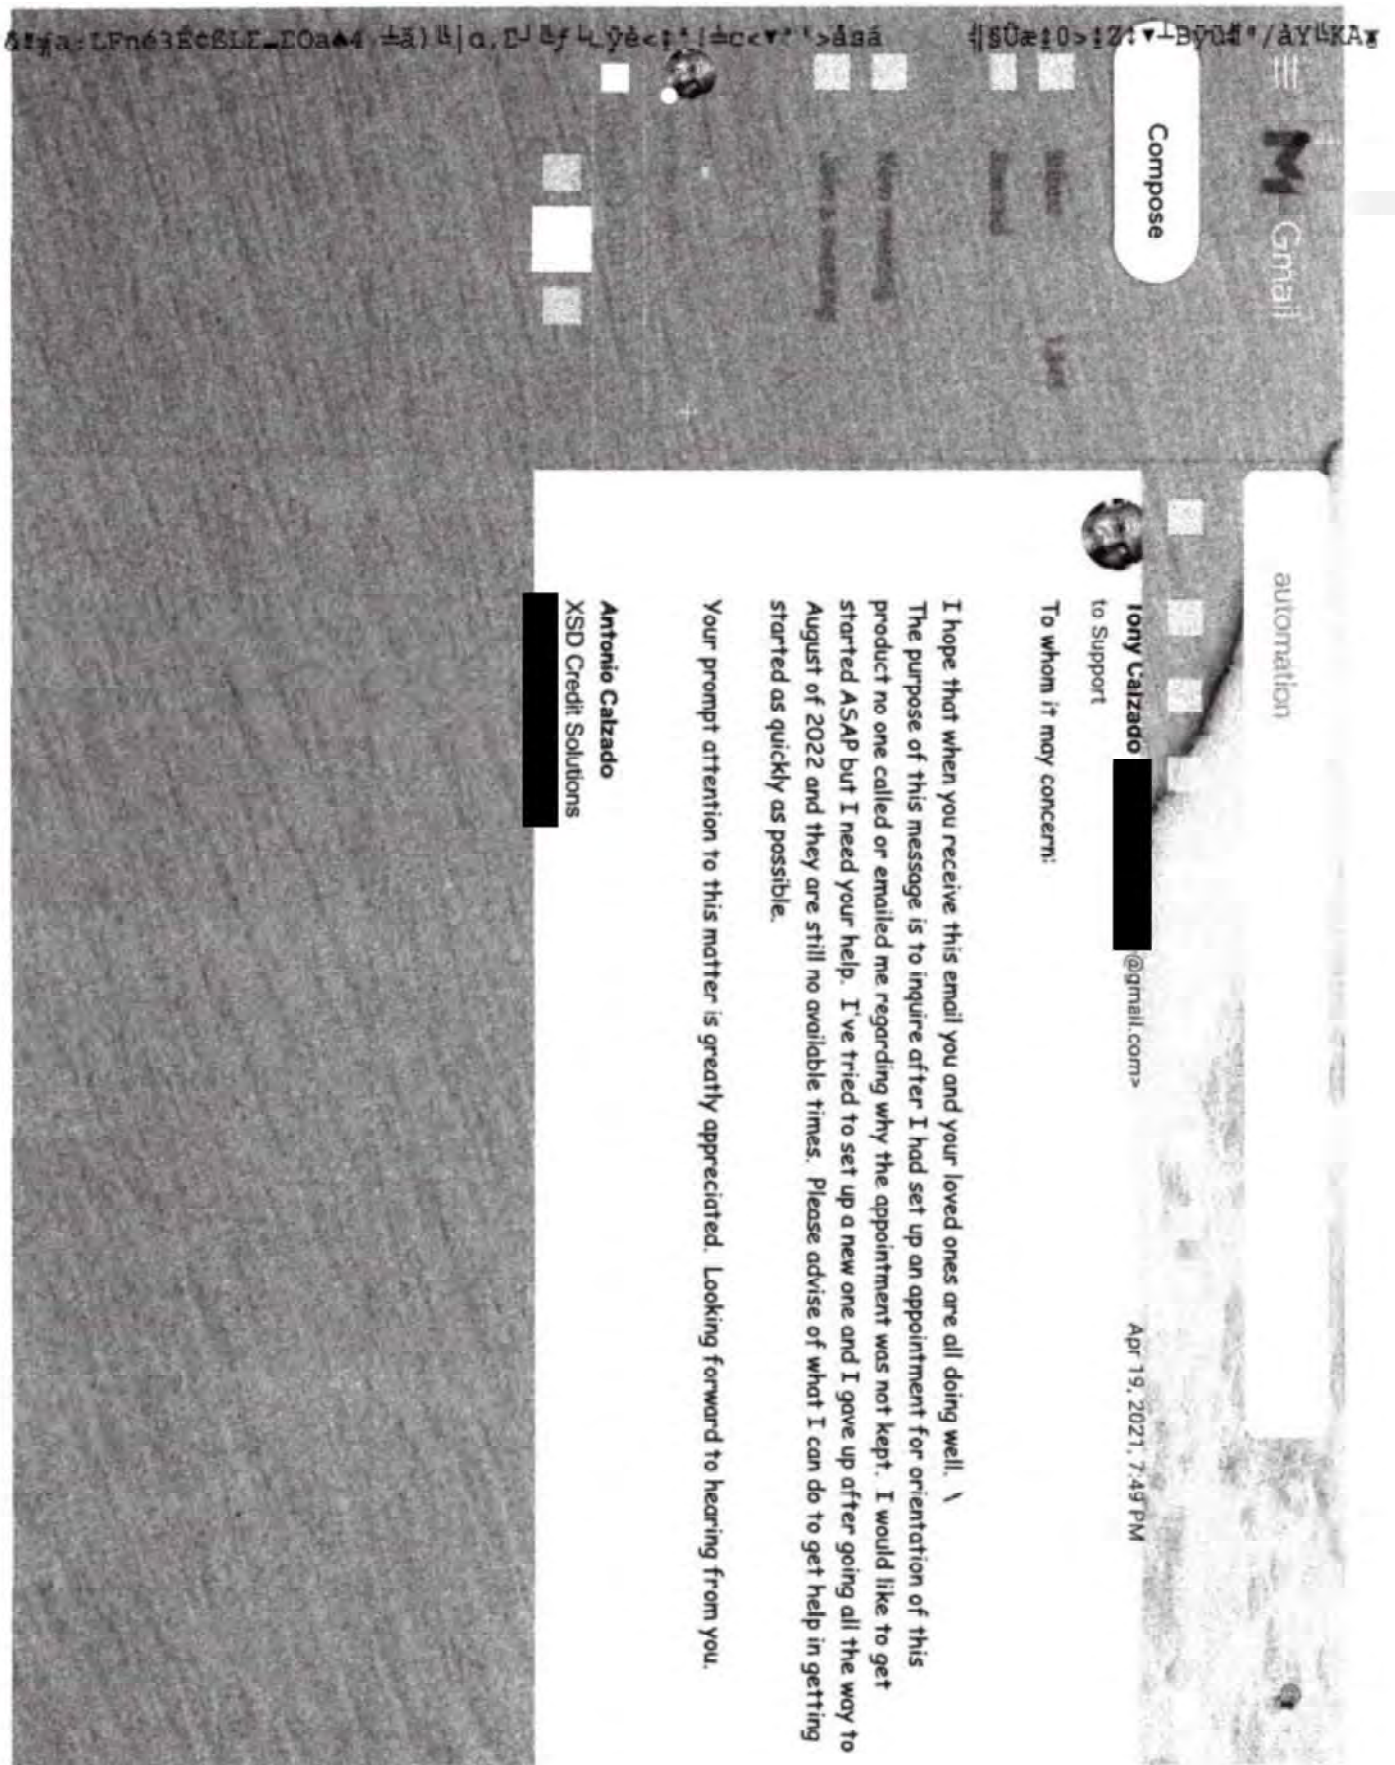 Gmail
Compose
automation
Tony Calzado
@gmail.com>
Apr 19, 2021, 7:49 PM
to Support
To whom it may concern:
I hope that when you receive this email you and your loved ones are all doing well. \
The purpose of this message is to inquire after I had set up an appointment for orientation of this
product no one called or emailed me regarding why the appointment was not kept. I would like to get
started ASAP but I need your help. I've tried to set up a new one and I gave up after going all the way to
August of 2022 and they are still no available times. Please advise of what I can do to get help in getting
started as quickly as possible.
Your prompt attention to this matter is greatly appreciated. Looking forward to hearing from you.
Antonio Calzado
XSD Credit Solutions